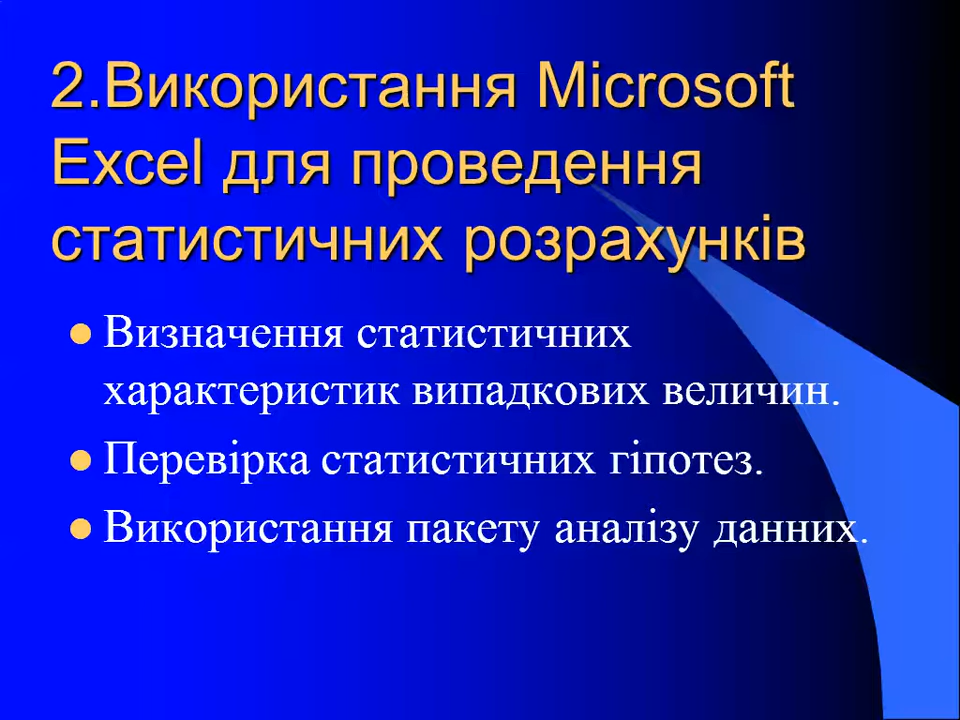 2.Використання Microsoft
Excel для проведення
статистичних розрахунків
Визначення статистичних
характеристик випадкових величин.
Перевірка статистичних гіпотез.
Використання пакету аналізу данних.